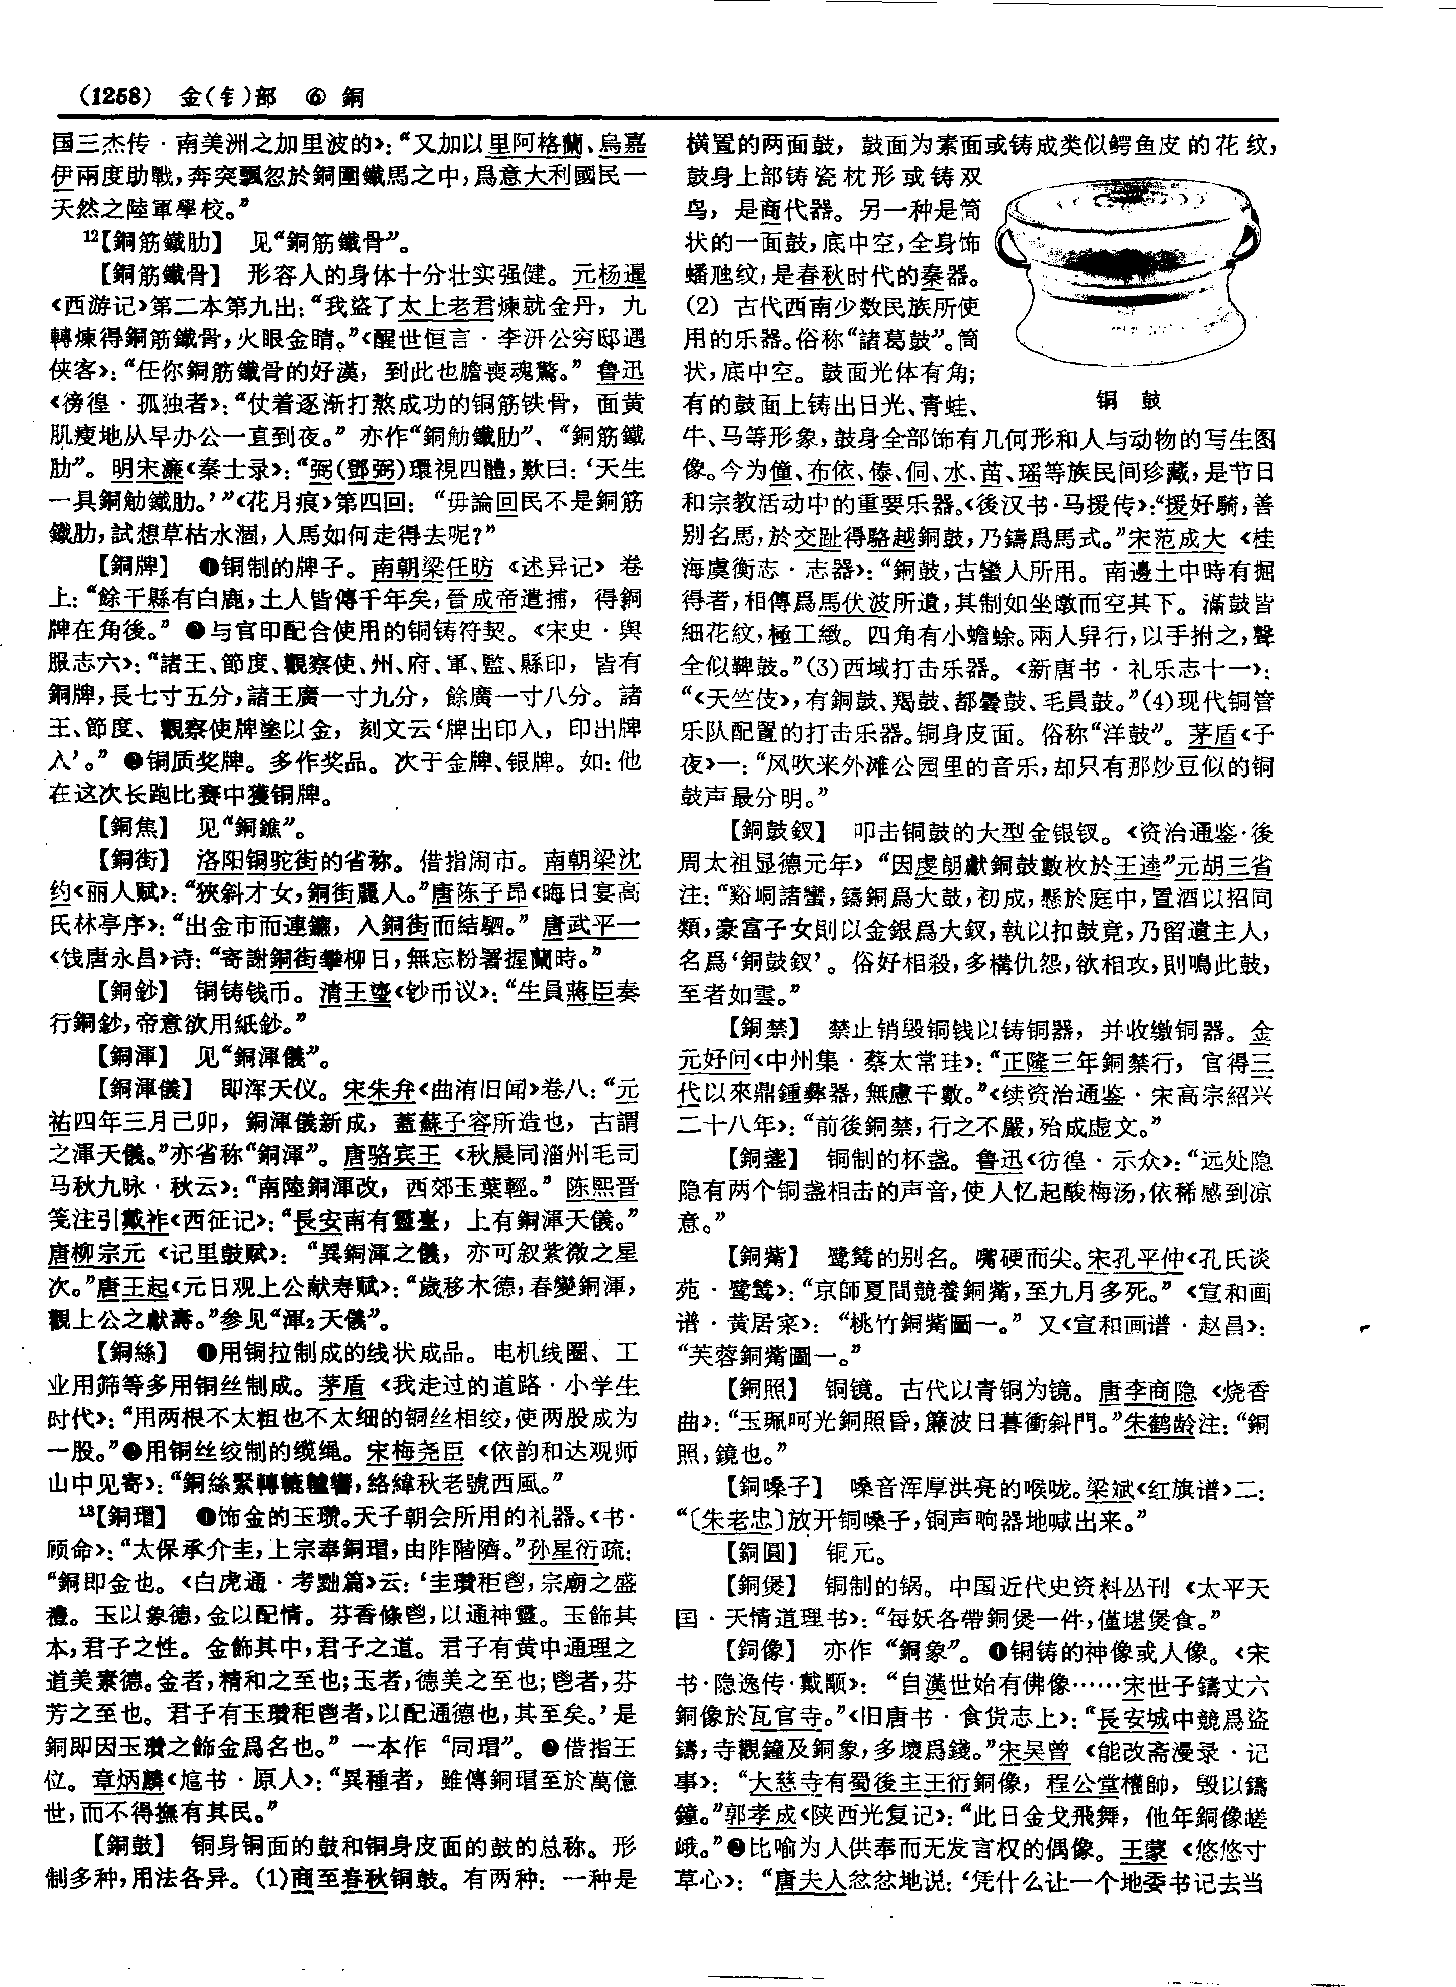 (1258) 金(钅)部 ⑥ 銅
国三杰传·南美洲之加里波的》：“又加以里阿格蘭、烏嘉
伊兩度助戰，奔突飄忽於銅圍鐵馬之中，爲意大利國民一
天然之陸軍學校。”
12【銅筋鐵肋】 见“銅筋鐵骨”。
【銅筋鐵骨】 形容人的身体十分壮实强健。元杨暹
《西游记》第二本第九出：“我盜了太上老君煉就金丹，九
轉煉得銅筋鐵骨，火眼金睛。”《醒世恒言·李汧公穷邸遇
侠客》：“任你銅筋鐵骨的好漢，到此也膽喪魂驚。” 鲁迅
《徬徨·孤独者》：“仗着逐渐打熬成功的铜筋铁骨，面黄
肌瘦地从早办公一直到夜。” 亦作“銅觔鐵肋”、“銅筋鐵
肋”。明宋濂《秦士录》：“弼(鄧弼)環視四體，歎曰：‘天生
一具銅觔鐵肋。’”《花月痕》第四回：“毋論回民不是銅筋
鐵肋，試想草枯水涸，人馬如何走得去呢？”
【銅牌】 ❶铜制的牌子。南朝梁任昉《述异记》卷
上：“餘干縣有白鹿，土人皆傳千年矣，晉成帝遣捕，得銅
牌在角後。” ❷与官印配合使用的铜铸符契。《宋史·舆
服志六》：“諸王、節度、觀察使、州、府、軍、監、縣印，皆有
銅牌，長七寸五分，諸王廣一寸九分，餘廣一寸八分。諸
王、節度、觀察使牌塗以金，刻文云‘牌出印入，印出牌
入’。” ❸铜质奖牌。多作奖品。次于金牌、银牌。如：他
在这次长跑比赛中獲铜牌。
【銅焦】 见“銅鐎”。
【銅街】 洛阳铜驼街的省称。借指闹市。南朝梁沈
约《丽人赋》：“狹斜才女，銅街麗人。”唐陈子昂《晦日宴高
氏林亭序》：“出金市而連鑣，入銅街而結駟。” 唐武平一
《饯唐永昌》诗：“寄謝銅街攀柳日，無忘粉署握蘭時。”
【銅鈔】 铜铸钱币。清王鎏《钞币议》：“生員蔣臣奏
行銅鈔，帝意欲用紙鈔。”
【銅渾】 见“銅渾儀”。
【銅渾儀】 即浑天仪。宋朱弁《曲洧旧闻》卷八：“元
祐四年三月己卯，銅渾儀新成，蓋蘇子容所造也，古謂
之渾天儀。”亦省称“銅渾”。唐骆宾王《秋晨同淄州毛司
马秋九咏·秋云》：“南陸銅渾改，西郊玉葉輕。” 陈熙晋
笺注引戴祚《西征记》：“長安南有靈臺，上有銅渾天儀。”
唐柳宗元《记里鼓赋》：“異銅渾之儀，亦可叙紫微之星
次。”唐王起《元日观上公献寿赋》：“歲移木德，春變銅渾，
觀上公之獻壽。”参见“渾2天儀”。
【銅絲】 ❶用铜拉制成的线状成品。电机线圈、工
业用筛等多用铜丝制成。茅盾《我走过的道路·小学生
时代》：“用两根不太粗也不太细的铜丝相绞，使两股成为
一股。”❷用铜丝绞制的缆绳。宋梅尧臣《依韵和达观师
山中见寄》：“銅絲緊轉轆轤響，絡緯秋老號西風。”
13【銅瑁】 ❶饰金的玉瓒。天子朝会所用的礼器。《书·
顾命》：“太保承介圭，上宗奉銅瑁，由阼階隮。”孙星衍疏：
“銅即金也。《白虎通·考黜篇》云：‘圭瓚秬鬯，宗廟之盛
禮。玉以象德，金以配情。芬香條鬯，以通神靈。玉飾其
本，君子之性。金飾其中，君子之道。君子有黄中通理之
道美素德。金者，精和之至也；玉者，德美之至也；鬯者，芬
芳之至也。君子有玉瓚秬鬯者，以配通德也，其至矣。’是
銅即因玉瓚之飾金爲名也。” 一本作“同瑁”。❷借指王
位。章炳麟《訄书·原人》：“異種者，雖傳銅瑁至於萬億
世，而不得撫有其民。”
【銅鼓】 铜身铜面的鼓和铜身皮面的鼓的总称。形
制多种，用法各异。(1)商至春秋铜鼓。有两种：一种是
横置的两面鼓，鼓面为素面或铸成类似鳄鱼皮的花纹，
鼓身上部铸瓷枕形或铸双
鸟，是商代器。另一种是筒
状的一面鼓，底中空，全身饰
蟠虺纹，是春秋时代的秦器。
(2) 古代西南少数民族所使
用的乐器。俗称“諸葛鼓”。筒
状，底中空。鼓面光体有角；
有的鼓面上铸出日光、青蛙、
铜 鼓
牛、马等形象，鼓身全部饰有几何形和人与动物的写生图
像。今为僮、布依、傣、侗、水、苗、瑶等族民间珍藏，是节日
和宗教活动中的重要乐器。《後汉书·马援传》：“援好騎，善
别名馬，於交趾得駱越銅鼓，乃鑄爲馬式。”宋范成大《桂
海虞衡志·志器》：“銅鼓，古蠻人所用。南邊土中時有掘
得者，相傳爲馬伏波所遺，其制如坐墩而空其下。滿鼓皆
細花紋，極工緻。四角有小蟾蜍。兩人舁行，以手拊之，聲
全似鞞鼓。”(3)西域打击乐器。《新唐书·礼乐志十一》：
“《天竺伎》，有銅鼓、羯鼓、都曇鼓、毛員鼓。”(4)现代铜管
乐队配置的打击乐器。铜身皮面。俗称“洋鼓”。茅盾《子
夜》一：“风吹来外滩公园里的音乐，却只有那炒豆似的铜
鼓声最分明。”
【銅鼓釵】 叩击铜鼓的大型金银钗。《资治通鉴·後
周太祖显德元年》“因虔朗獻銅鼓數枚於王逵”元胡三省
注：“谿峒諸蠻，鑄銅爲大鼓，初成，懸於庭中，置酒以招同
類，豪富子女則以金銀爲大釵，執以扣鼓竟，乃留遺主人，
名爲‘銅鼓釵’。俗好相殺，多構仇怨，欲相攻，則鳴此鼓，
至者如雲。”
【銅禁】 禁止销毁铜钱以铸铜器，并收缴铜器。金
元好问《中州集·蔡太常珪》：“正隆三年銅禁行，官得三
代以來鼎鍾彝器，無慮千數。”《续资治通鉴·宋高宗紹兴
二十八年》：“前後銅禁，行之不嚴，殆成虚文。”
【銅盞】 铜制的杯盏。鲁迅《彷徨·示众》：“远处隐
隐有两个铜盏相击的声音，使人忆起酸梅汤，依稀感到凉
意。”
【銅觜】 鹭鸶的别名。嘴硬而尖。宋孔平仲《孔氏谈
苑·鹭鸶》：“京師夏間競養銅觜，至九月多死。”《宣和画
谱·黄居寀》：“桃竹銅觜圖一。” 又《宣和画谱·赵昌》：
“芙蓉銅觜圖一。”
【銅照】 铜镜。古代以青铜为镜。唐李商隐《烧香
曲》：“玉珮呵光銅照昏，簾波日暮衝斜門。”朱鹤龄注：“銅
照，鏡也。”
【銅嗓子】 嗓音浑厚洪亮的喉咙。梁斌《红旗谱》二：
“〔朱老忠〕放开铜嗓子，铜声响器地喊出来。”
【銅圓】 铜元。
【銅煲】 铜制的锅。中国近代史资料丛刊《太平天
国·天情道理书》：“每妖各帶銅煲一件，僅堪煲食。”
【銅像】 亦作“銅象”。❶铜铸的神像或人像。《宋
书·隐逸传·戴颙》：“自漢世始有佛像……宋世子鑄丈六
銅像於瓦官寺。”《旧唐书·食货志上》：“長安城中競爲盜
鑄，寺觀鐘及銅象，多壞爲錢。”宋吴曾《能改斋漫录·记
事》：“大慈寺有蜀後主王衍銅像，程公堂權帥，毁以鑄
鐘。”郭孝成《陕西光复记》：“此日金戈飛舞，他年銅像嵯
峨。”❷比喻为人供奉而无发言权的偶像。王蒙《悠悠寸
草心》：“唐夫人忿忿地说：‘凭什么让一个地委书记去当